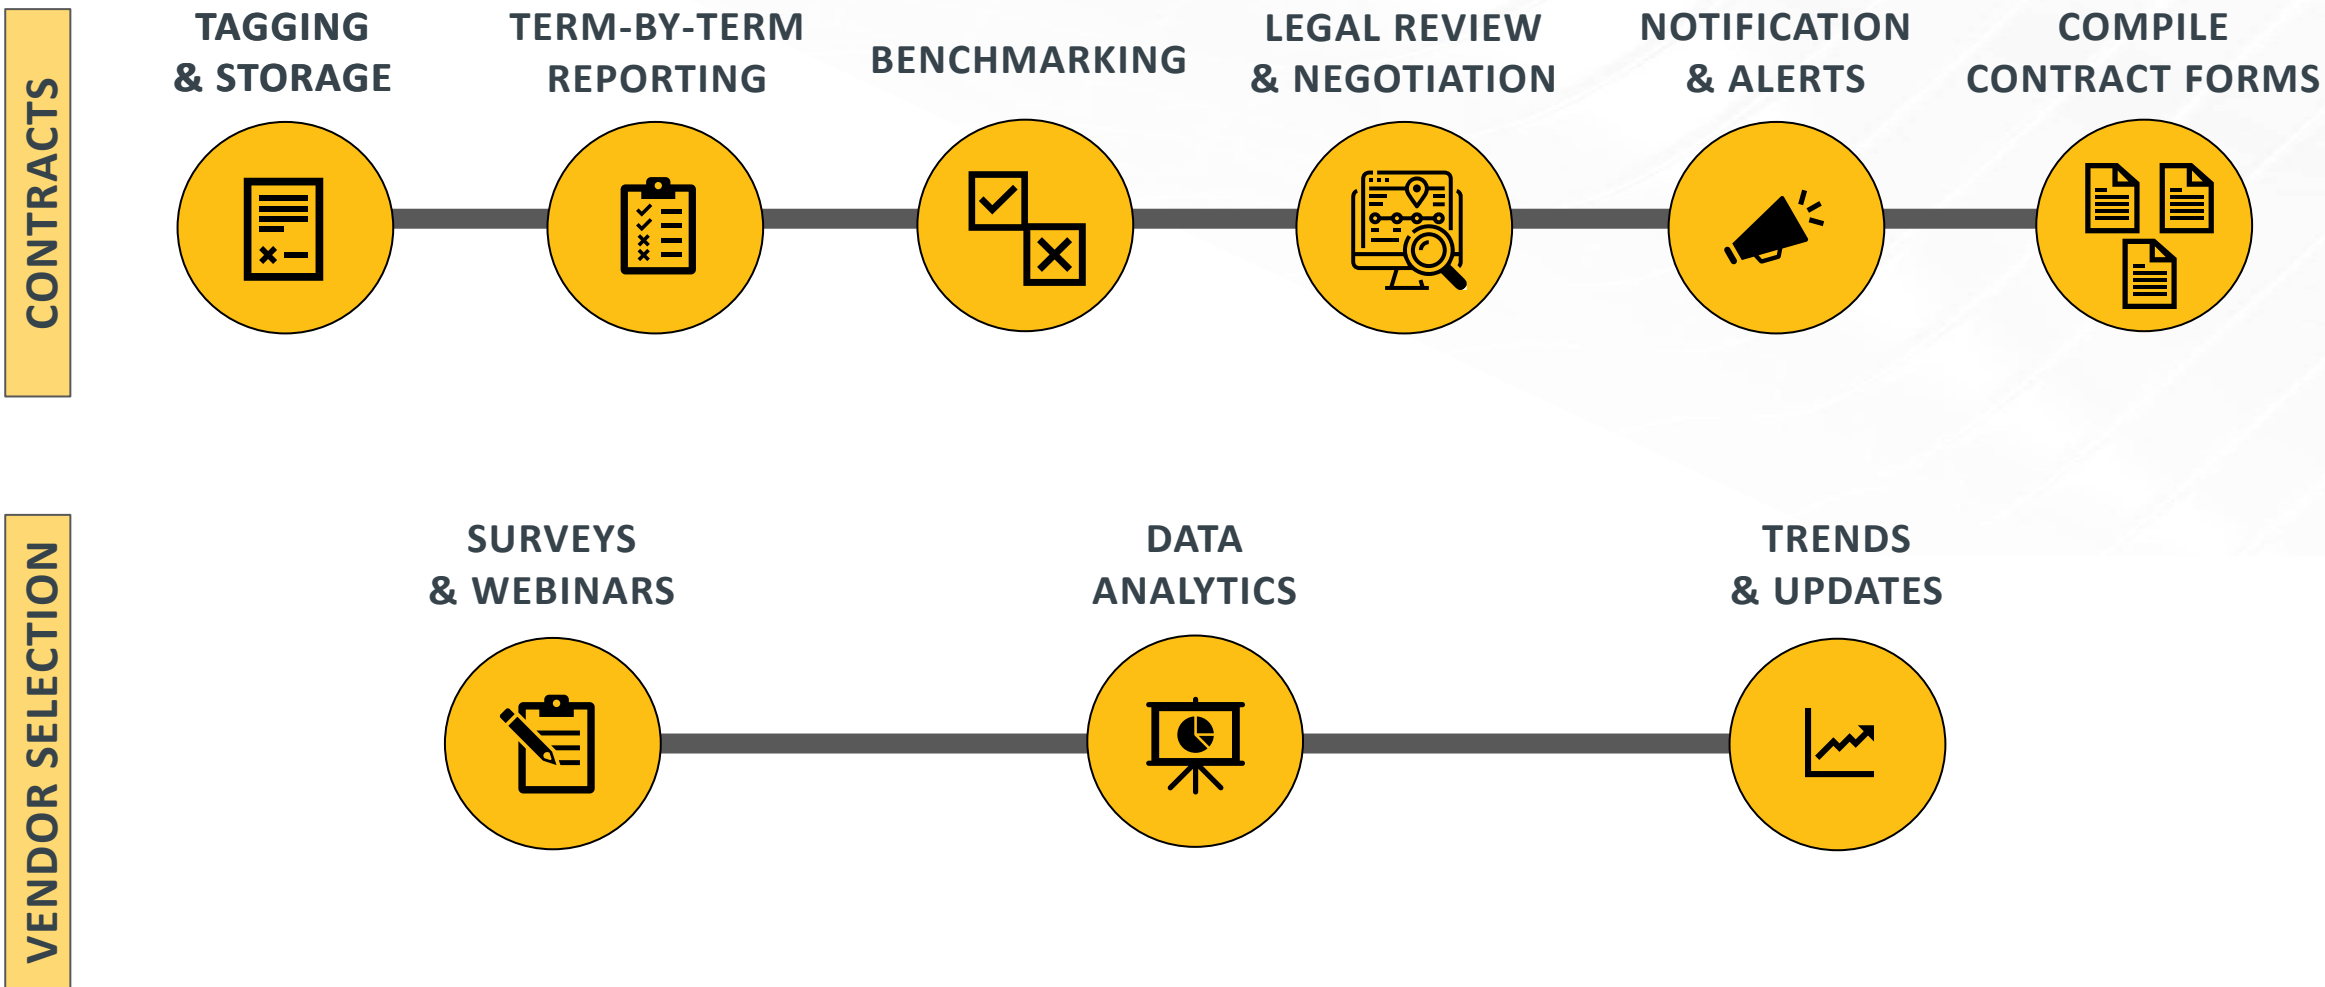 CONTRACTS
TAGGING
& STORAGE
TERM-BY-TERM
REPORTING
BENCHMARKING
LEGAL REVIEW
& NEGOTIATION
NOTIFICATION
& ALERTS
COMPILE
CONTRACT FORMS
VENDOR SELECTION
SURVEYS
& WEBINARS
DATA
ANALYTICS
TRENDS
& UPDATES